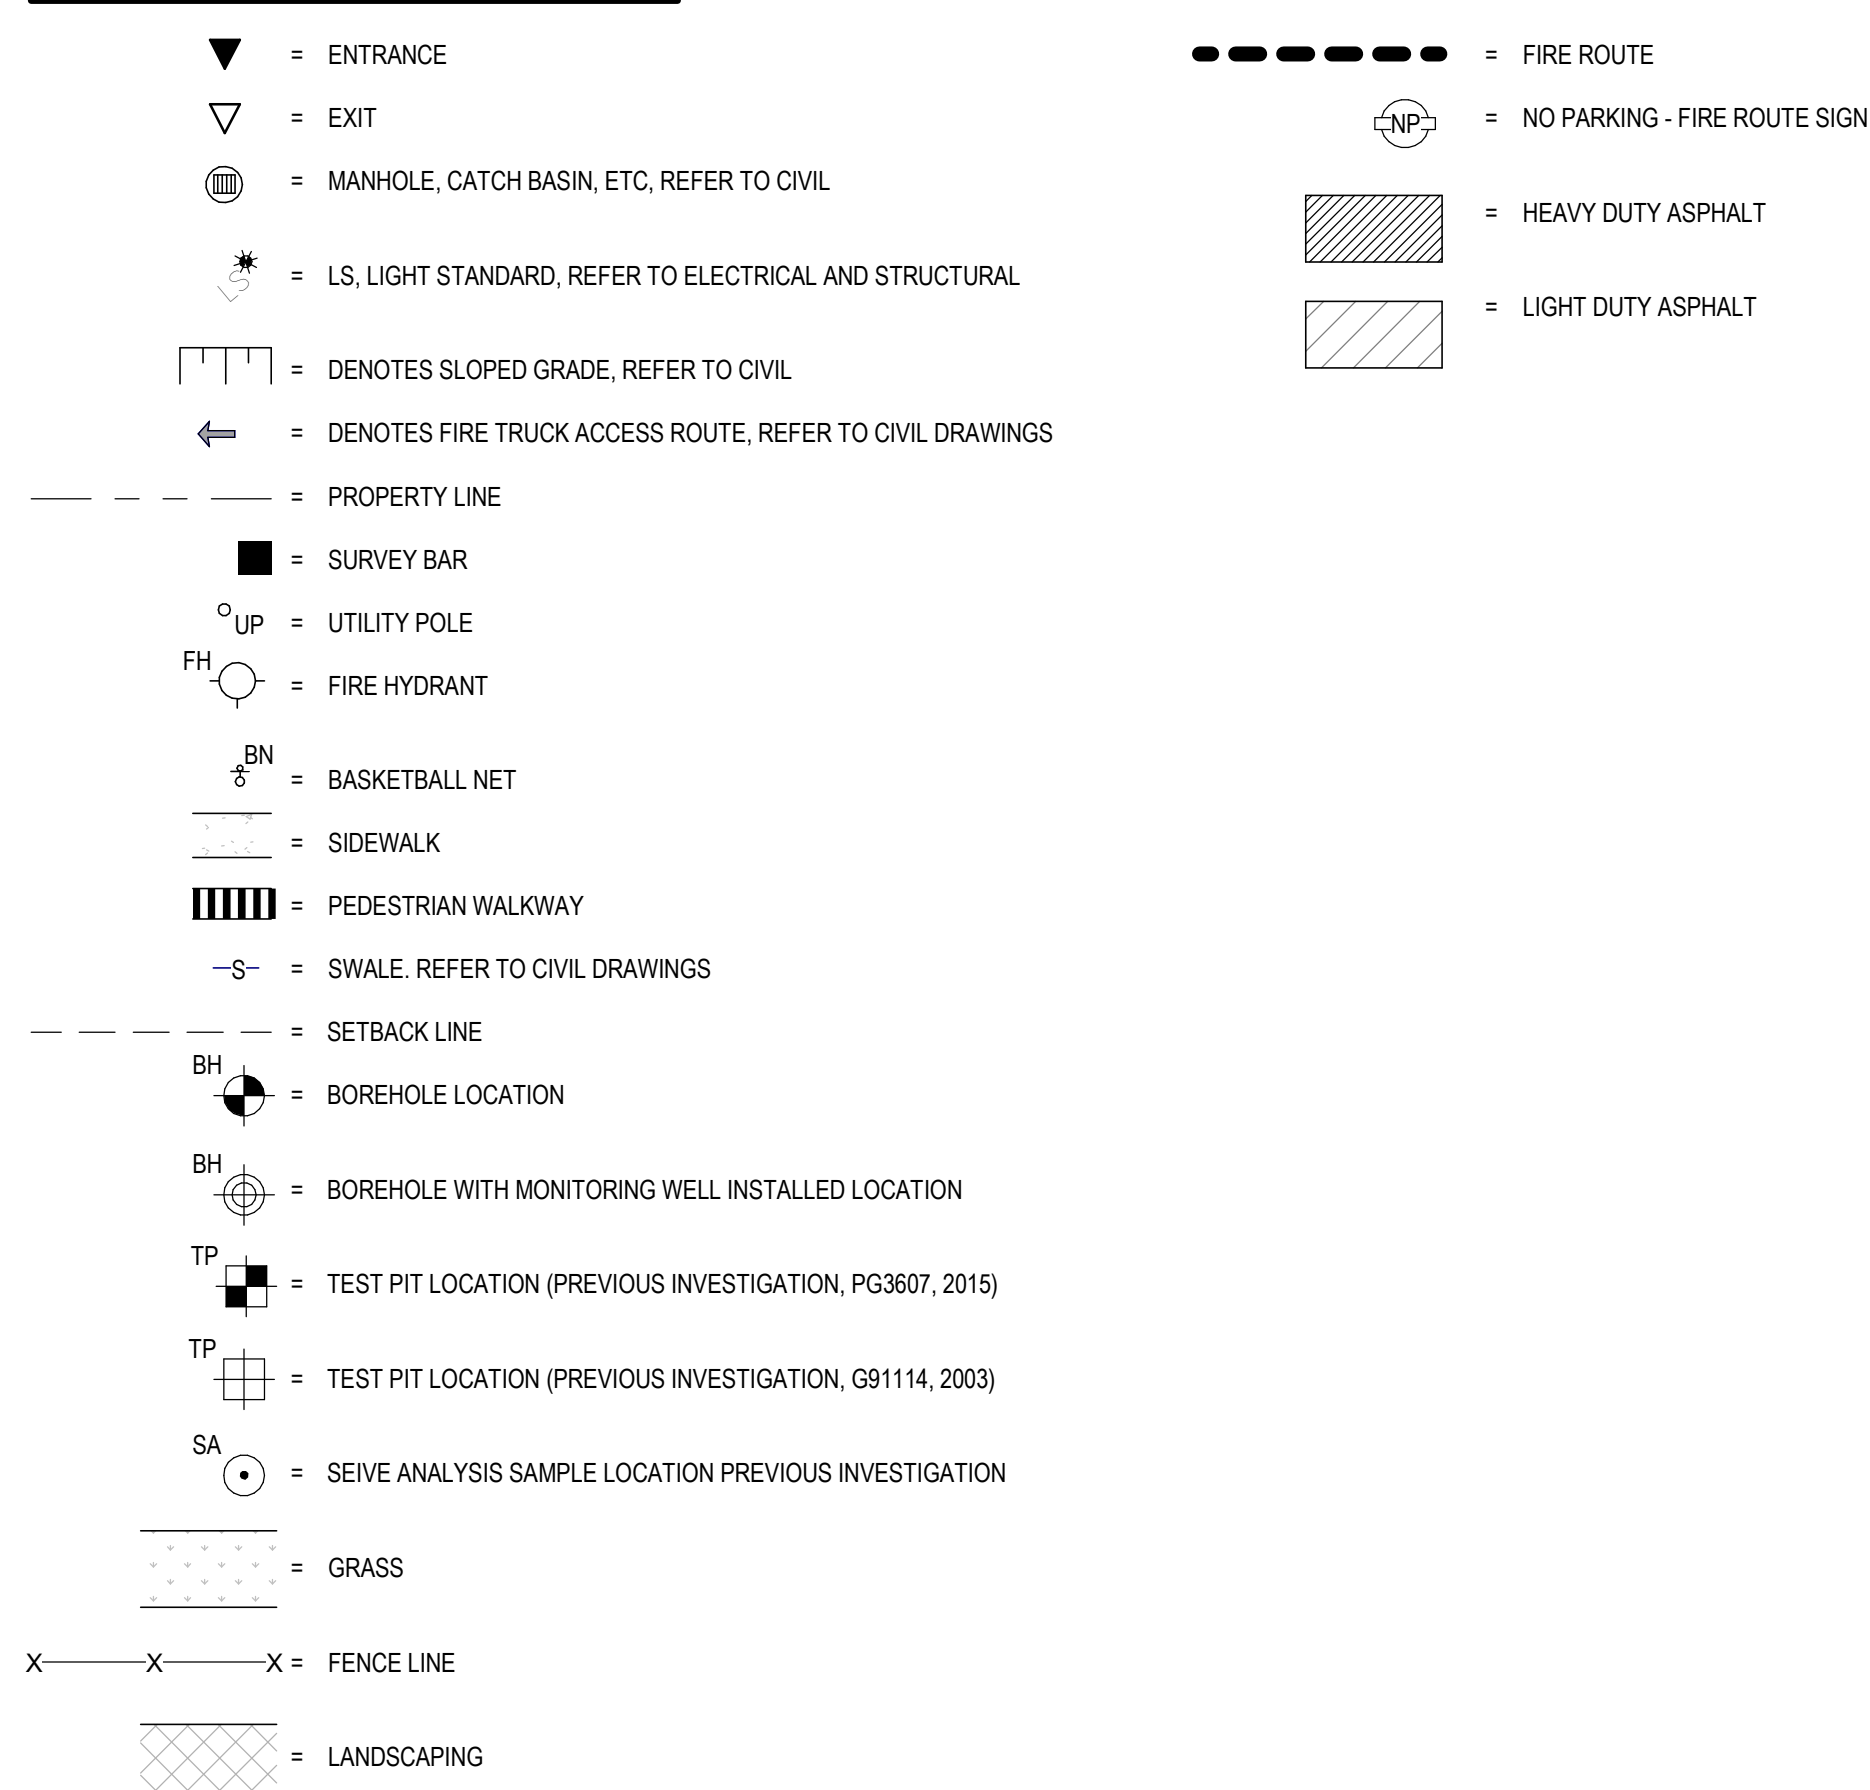 = ENTRANCE
= EXIT
= MANHOLE, CATCH BASIN, ETC, REFER TO CIVIL
LS = LS, LIGHT STANDARD, REFER TO ELECTRICAL AND STRUCTURAL
= DENOTES SLOPED GRADE, REFER TO CIVIL
= DENOTES FIRE TRUCK ACCESS ROUTE, REFER TO CIVIL DRAWINGS
= PROPERTY LINE
= SURVEY BAR
UP = UTILITY POLE
FH = FIRE HYDRANT
BN = BASKETBALL NET
= SIDEWALK
= PEDESTRIAN WALKWAY
S = SWALE. REFER TO CIVIL DRAWINGS
= SETBACK LINE
BH = BOREHOLE LOCATION
BH = BOREHOLE WITH MONITORING WELL INSTALLED LOCATION
TP = TEST PIT LOCATION (PREVIOUS INVESTIGATION, PG3607, 2015)
TP = TEST PIT LOCATION (PREVIOUS INVESTIGATION, G91114, 2003)
SA = SEIVE ANALYSIS SAMPLE LOCATION PREVIOUS INVESTIGATION
= GRASS
X X X = FENCE LINE
= LANDSCAPING
= FIRE ROUTE
NP = NO PARKING - FIRE ROUTE SIGN
= HEAVY DUTY ASPHALT
= LIGHT DUTY ASPHALT